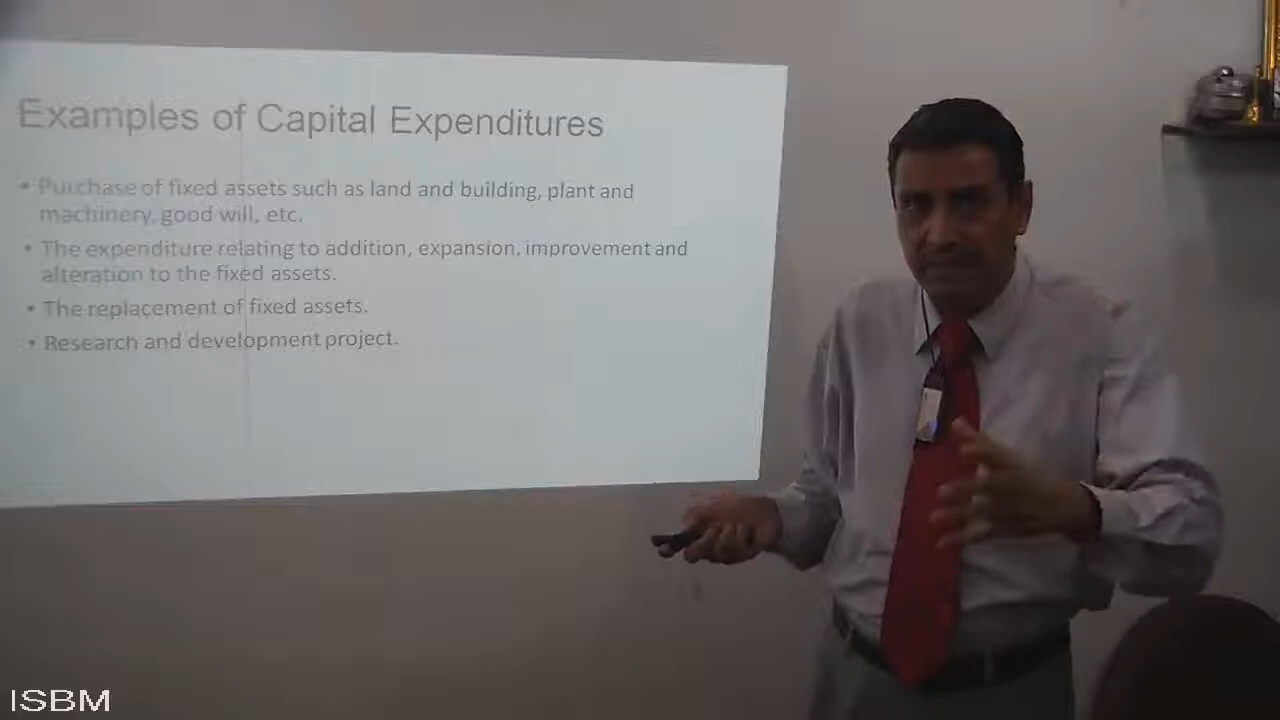 Examples of Capital Expenditures
• Purchase of fixed assets such as land and building, plant and
machinery, good will, etc.
• The expenditure relating to addition, expansion, improvement and
alteration to the fixed assets.
• The replacement of fixed assets.
• Research and development project.
ISBM